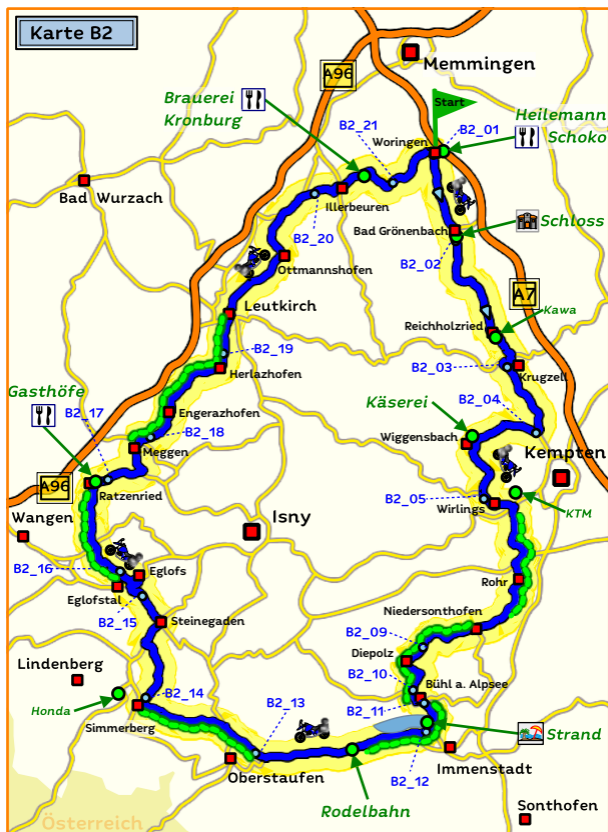 Karte B2
Memmingen
A96
Brauerei
Kronburg
Start
Heilemann
Schoko
B2_21
B2_01
Woringen
Bad Wurzach
Illerbeuren
Bad Grönenbach
Schloss
B2_20
B2_02
Ottmannshofen
A7
Leutkirch
Reichholzried
Kawa
B2_19
B2_03
Herlazhofen
Krugzell
Gasthöfe
B2_17
Käserei
B2_04
Engerazhofen
B2_18
Wiggensbach
Meggen
Kempten
A96
Ratzenried
B2_05
Wirlings
KTM
Wangen
Isny
B2_16
Eglofs
Rohr
Eglofstal
B2_15
Niedersonthofen
Steinegaden
B2_09
Lindenberg
Diepolz
B2_10
Bühl a. Alpsee
B2_14
B2_11
Honda
Simmerberg
B2_13
Strand
B2_12
Immenstadt
Oberstaufen
Rodelbahn
Sonthofen
Österreich